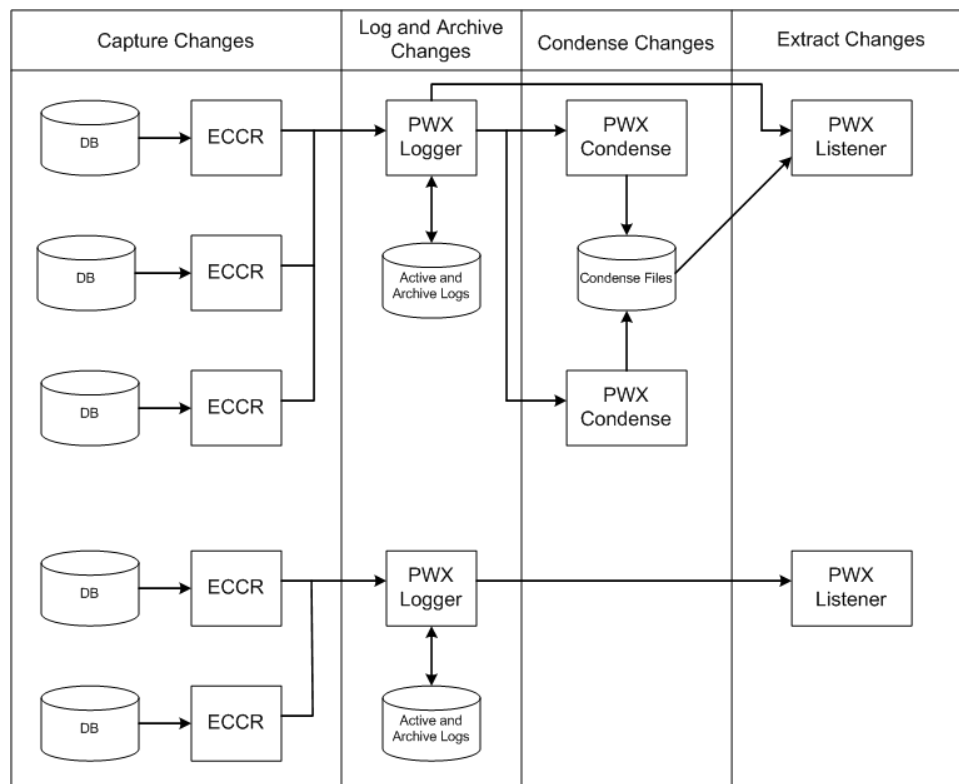 Capture Changes
Log and Archive
Changes
Condense Changes
Extract Changes
DB
ECCR
PWX
Logger
PWX
Condense
PWX
Listener
DB
ECCR
Active and
Archive Logs
Condense Files
DB
ECCR
PWX
Condense
DB
ECCR
PWX
Logger
PWX
Listener
DB
ECCR
Active and
Archive Logs